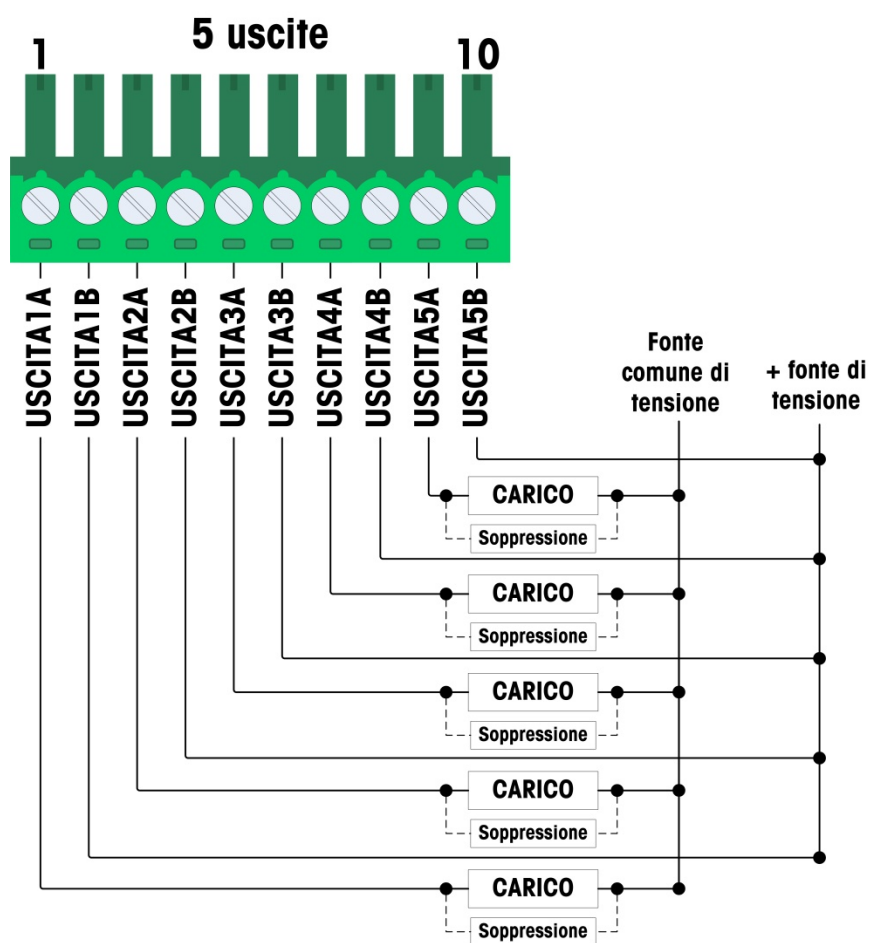 5 uscite
1
10
USCITA1A
USCITA1B
USCITA2A
USCITA2B
USCITA3A
USCITA3B
USCITA4A
USCITA4B
USCITA5A
USCITA5B
Fonte
comune di
tensione
+ fonte di
tensione
CARICO
Soppressione
CARICO
Soppressione
CARICO
Soppressione
CARICO
Soppressione
CARICO
Soppressione